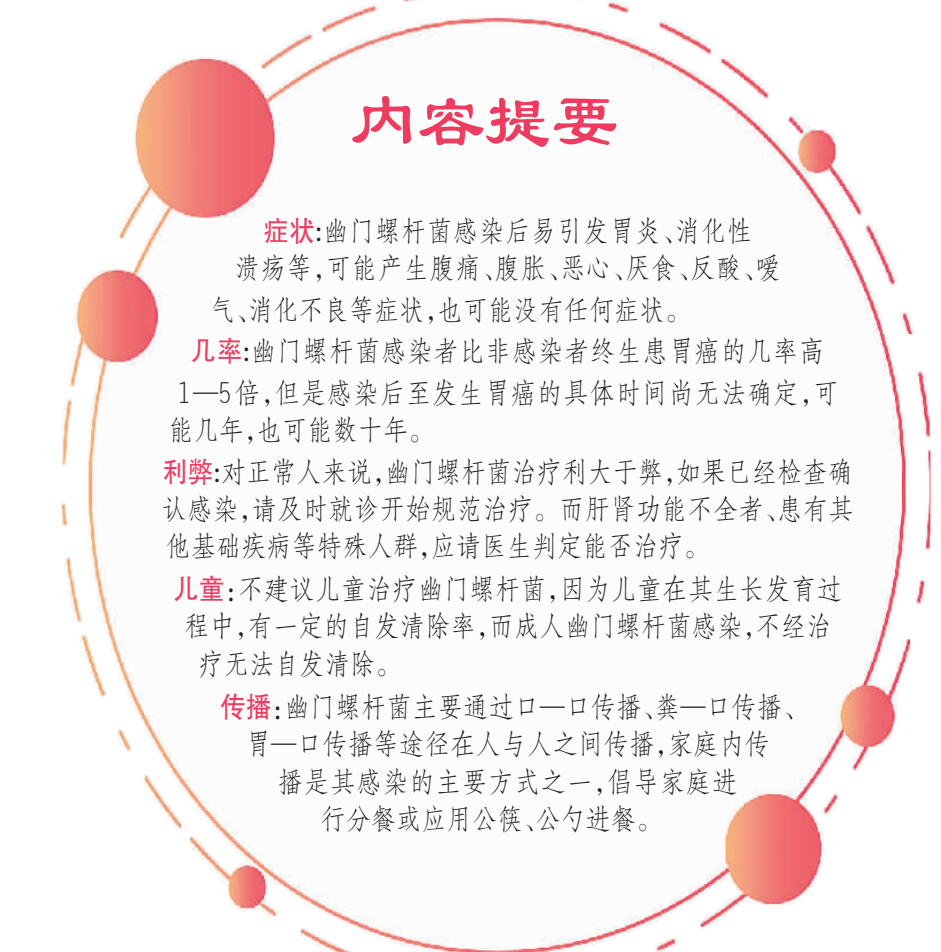 内容提要
症状:幽门螺杆菌感染后易引发胃炎、消化性
溃疡等,可能产生腹痛、腹胀、恶心、厌食、反酸、嗳
气、消化不良等症状,也可能没有任何症状。
几率:幽门螺杆菌感染者比非感染者终生患胃癌的几率高
1—5倍,但是感染后至发生胃癌的具体时间尚无法确定,可
能几年,也可能数十年。
利弊:对正常人来说,幽门螺杆菌治疗利大于弊,如果已经检查确
认感染,请及时就诊开始规范治疗。而肝肾功能不全者、患有其
他基础疾病等特殊人群,应请医生判定能否治疗。
儿童:不建议儿童治疗幽门螺杆菌,因为儿童在其生长发育过
程中,有一定的自发清除率,而成人幽门螺杆菌感染,不经治
疗无法自发清除。
传播:幽门螺杆菌主要通过口—口传播、粪—口传播、
胃—口传播等途径在人与人之间传播,家庭内传
播是其感染的主要方式之一,倡导家庭进
行分餐或应用公筷、公勺进餐。